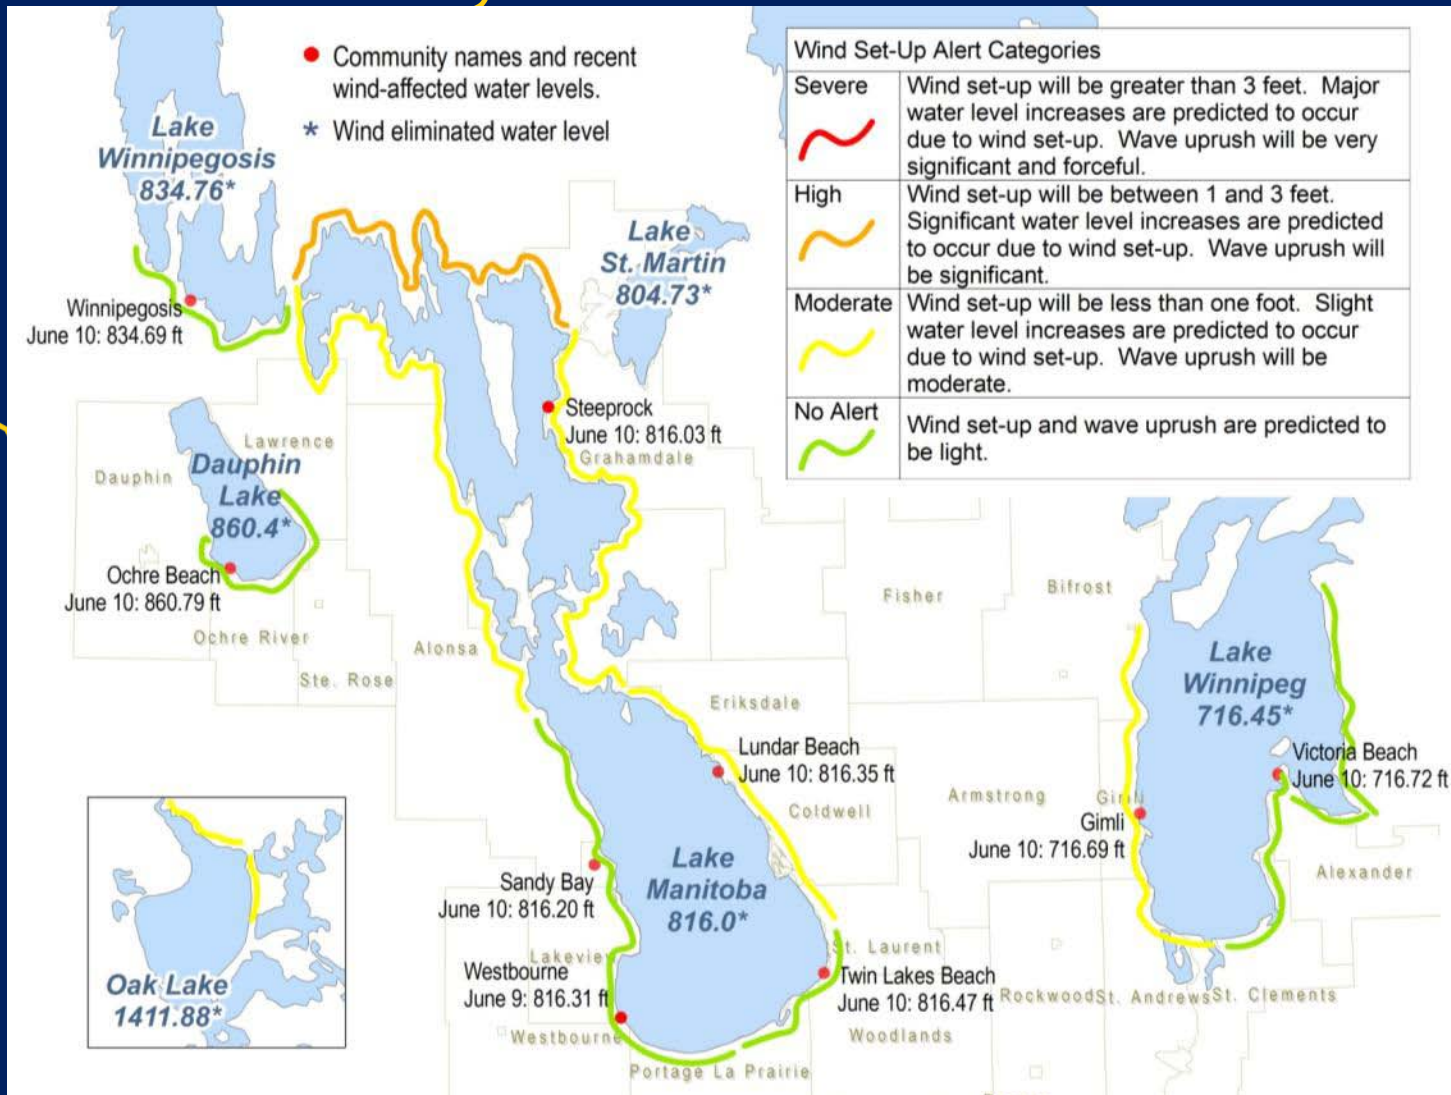 Community names and recent
wind-affected water levels.
* Wind eliminated water level
Wind Set-Up Alert Categories
Severe
Wind set-up will be greater than 3 feet. Major
water level increases are predicted to occur
due to wind set-up. Wave uprush will be very
significant and forceful.
High
Wind set-up will be between 1 and 3 feet.
Significant water level increases are predicted
to occur due to wind set-up. Wave uprush will
be significant.
Moderate
Wind set-up will be less than one foot. Slight
water level increases are predicted to occur
due to wind set-up. Wave uprush will be
moderate.
No Alert
Wind set-up and wave uprush are predicted to
be light.
Lake
Winnipegosis
834.76*
Lake
St. Martin
804.73*
Winnipegosis
June 10: 834.69 ft
Steeprock
June 10: 816.03 ft
Grahamdale
Lawrence
Dauphin
Dauphin
Lake
860.4*
Ochre Beach
June 10: 860.79 ft
Ochre River
Ste. Rose
Alonsa
Fisher
Bifrost
Eriksdale
Lake
Winnipeg
716.45*
Lundar Beach
June 10: 816.35 ft
Coldwell
Armstrong
Victoria Beach
June 10: 716.72 ft
Gimli
Gimli
June 10: 716.69 ft
Alexander
Lake
Manitoba
816.0*
Sandy Bay
June 10: 816.20 ft
Lakeview
St. Laurent
Westbourne
June 9: 816.31 ft
Twin Lakes Beach
June 10: 816.47 ft
Rockwood
St. Andrews
St. Clements
Westbourne
Woodlands
Portage La Prairie
Oak Lake
1411.88*